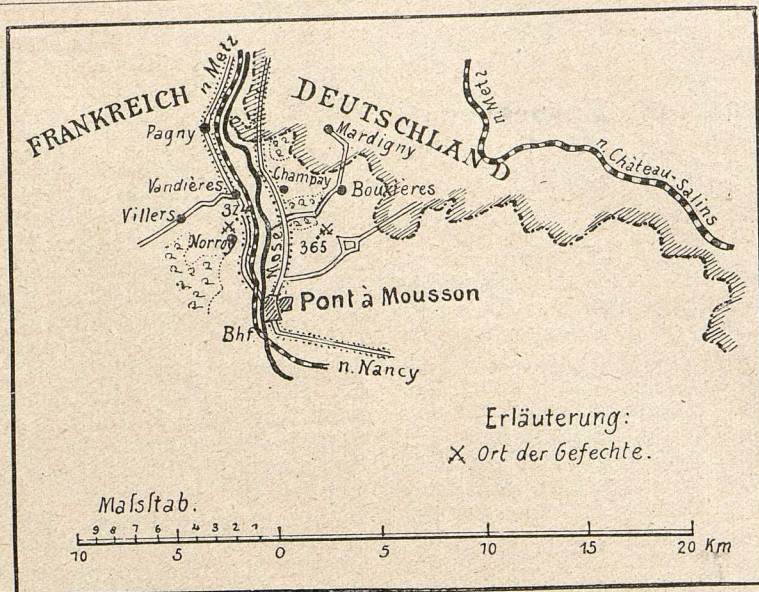 n. Metz
FRANKREICH
DEUTSCHLAND
n. Metz
Pagny
Mardigny
n. Château-Salins
Champay
Vandières
Bouxières
Villers
324
Norroy
365
Mosel
Pont à Mousson
Bhf.
n. Nancy
Erläuterung:
x Ort der Gefechte.
Maſsſtab.
9 8 7 6 4 3 2 1
10 5 0 5 10 15 20 Km